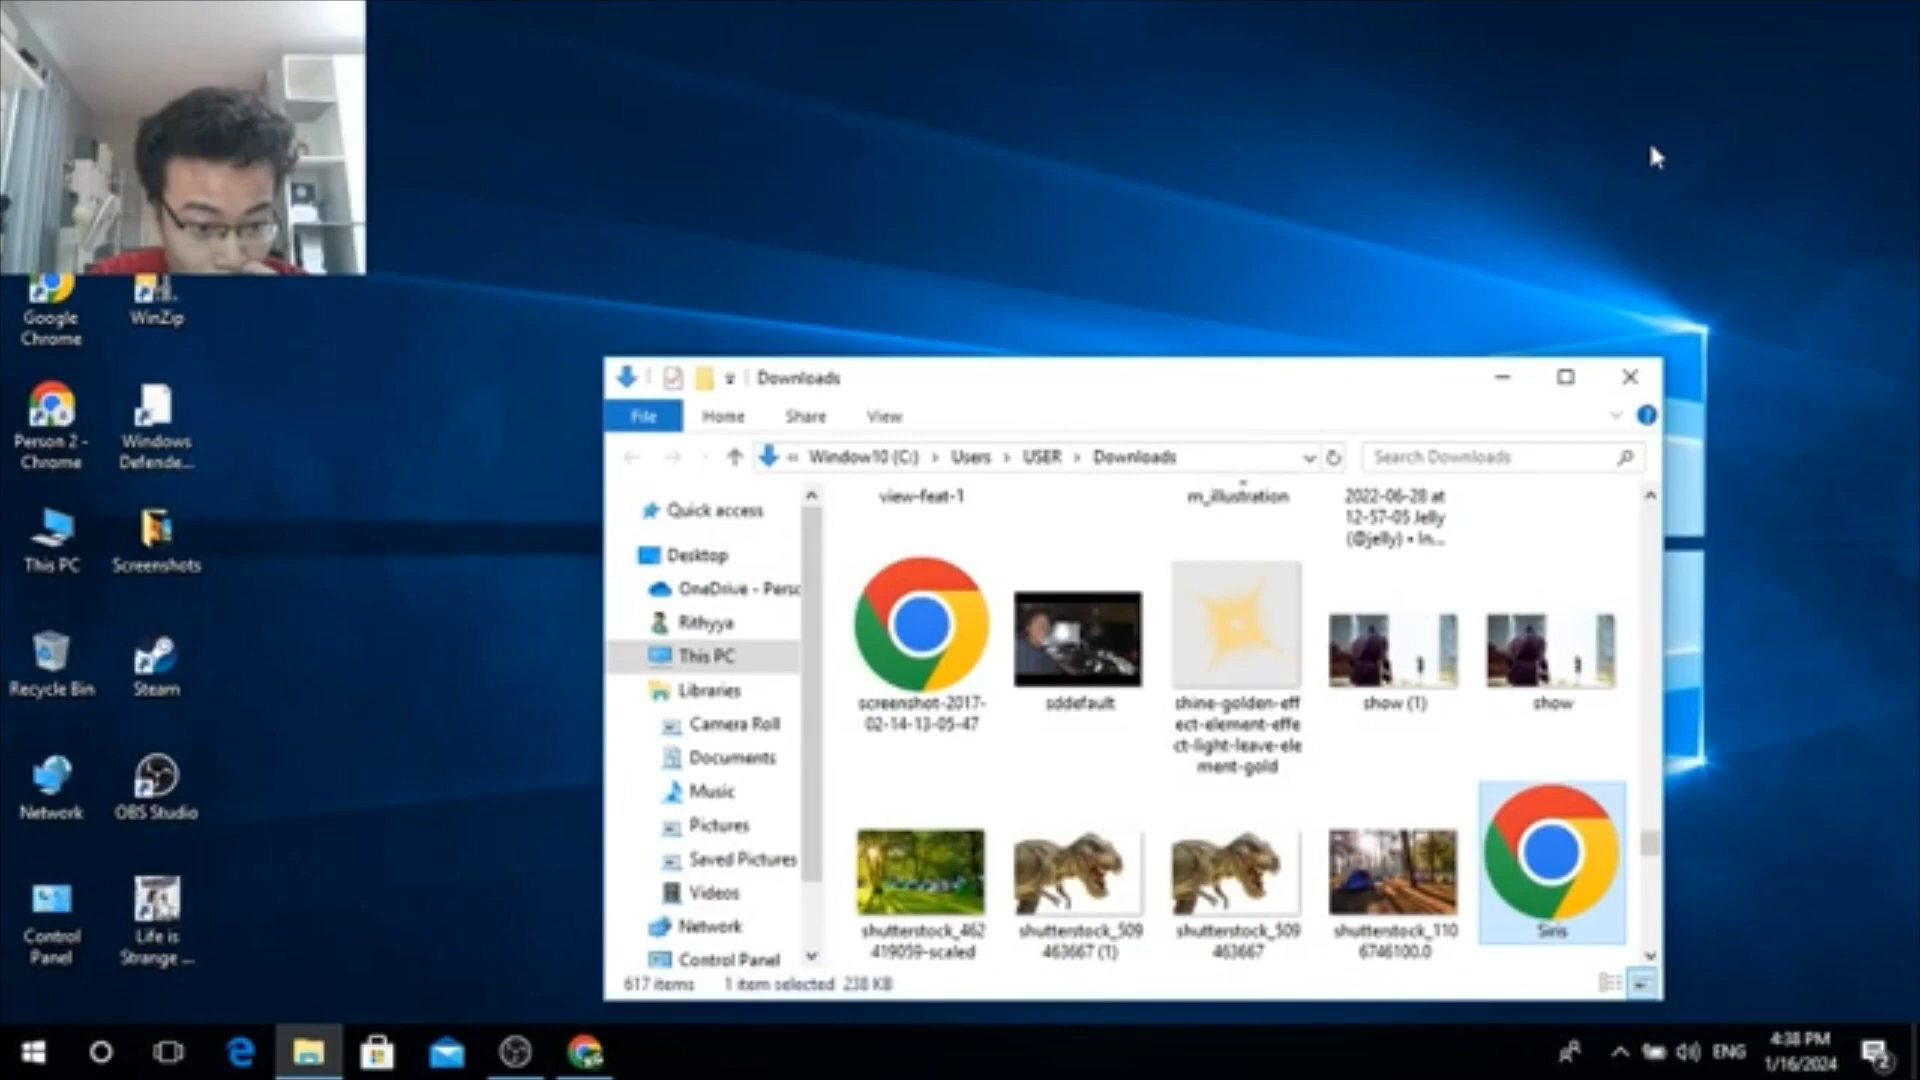 Google
Chrome
WinZip
Person 2 -
Chrome
Windows
Defende...
This PC
Screenshots
Recycle Bin
Steam
Network
OBS Studio
Control
Panel
Life is
Strange ...
Downloads
File
Home
Share
View
« Window10 (C:) > Users > USER > Downloads
Search Downloads
Quick access
Desktop
OneDrive - Perso
Rithyya
This PC
Libraries
Camera Roll
Documents
Music
Pictures
Saved Pictures
Videos
Network
Control Panel
view-feat-1
m_illustration
2022-06-28 at
12-57-05 Jelly
(@jelly) • In...
screenshot-2017-
02-14-13-05-47
sddefault
shine-golden-eff
ect-element-effe
ct-light-leave-ele
ment-gold
show (1)
show
shutterstock_462
419059-scaled
shutterstock_509
463667 (1)
shutterstock_509
463667
shutterstock_110
6746100.0
Siris
617 items
1 item selected 238 KB
ENG
4:38 PM
1/16/2024
2